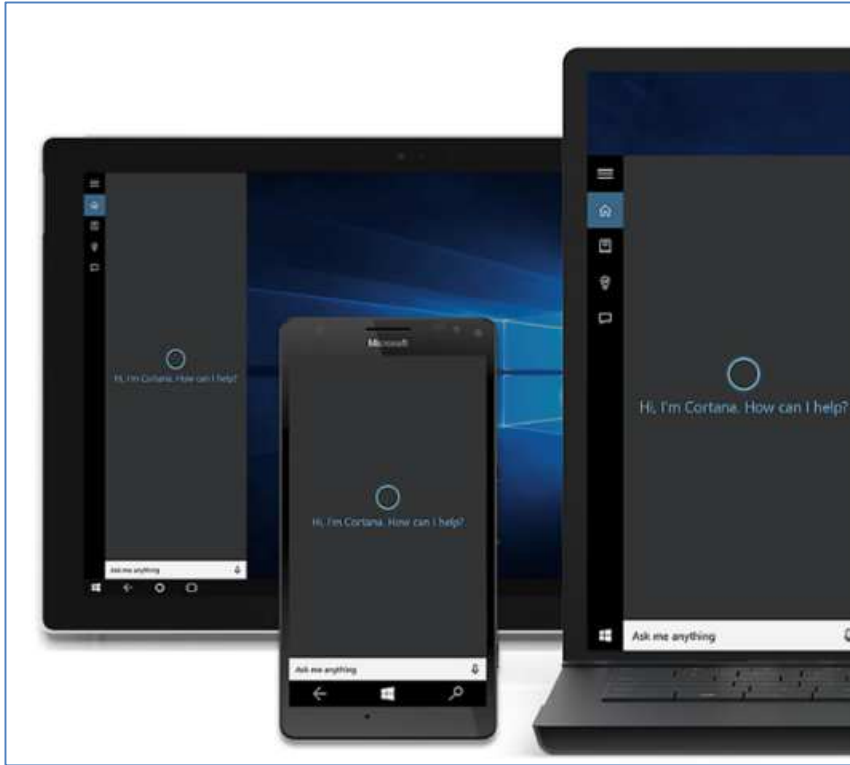 Hi, I'm Cortana. How can I help?
Ask me anything
Microsoft
Hi, I'm Cortana. How can I help?
Ask me anything
Hi, I'm Cortana. How can I help?
Ask me anything